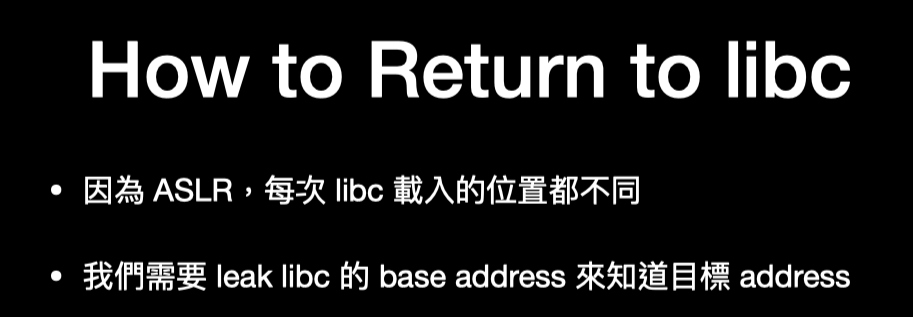 How to Return to libc
• 因為 ASLR，每次 libc 載入的位置都不同
• 我們需要 leak libc 的 base address 來知道目標 address